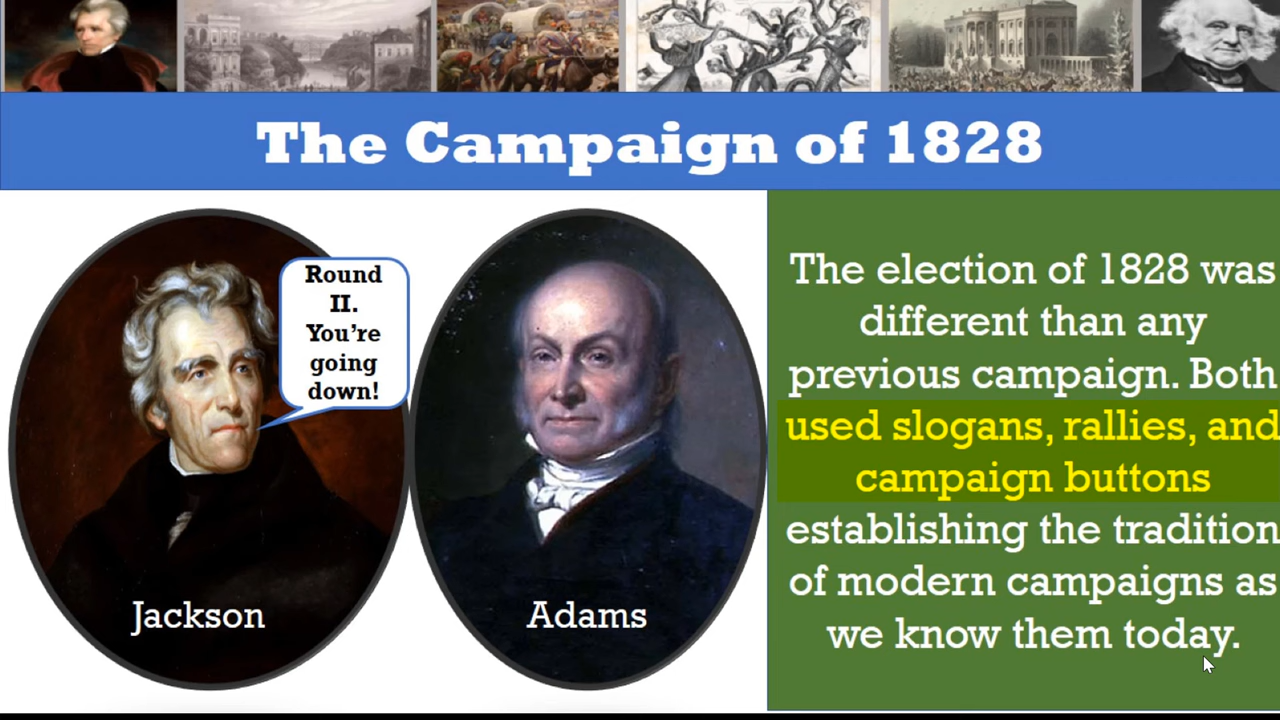 The Campaign of 1828
Round
II.
You're
going
down!
Jackson
Adams
The election of 1828 was
different than any
previous campaign. Both
used slogans, rallies, and
campaign buttons
establishing the tradition
of modern campaigns as
we know them today.